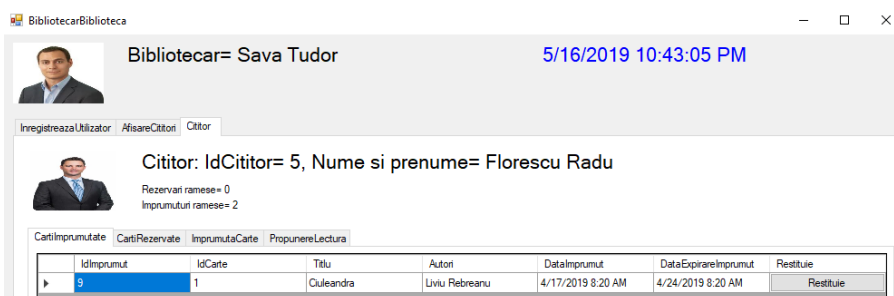 BibliotecarBiblioteca
Bibliotecar= Sava Tudor 5/16/2019 10:43:05 PM
InregistreazaUtilizator AfisareCititori Cititor
Cititor: IdCititor= 5, Nume si prenume= Florescu Radu
Rezervari ramese= 0
Imprumuturi ramese= 2
CartiImprumutate CartiRezervate ImprumutaCarte PropunereLectura
IdImprumut IdCarte Titlu Autori DataImprumut DataExpirareImprumut Restituie
9 1 Ciuleandra Liviu Rebreanu 4/17/2019 8:20 AM 4/24/2019 8:20 AM Restituie